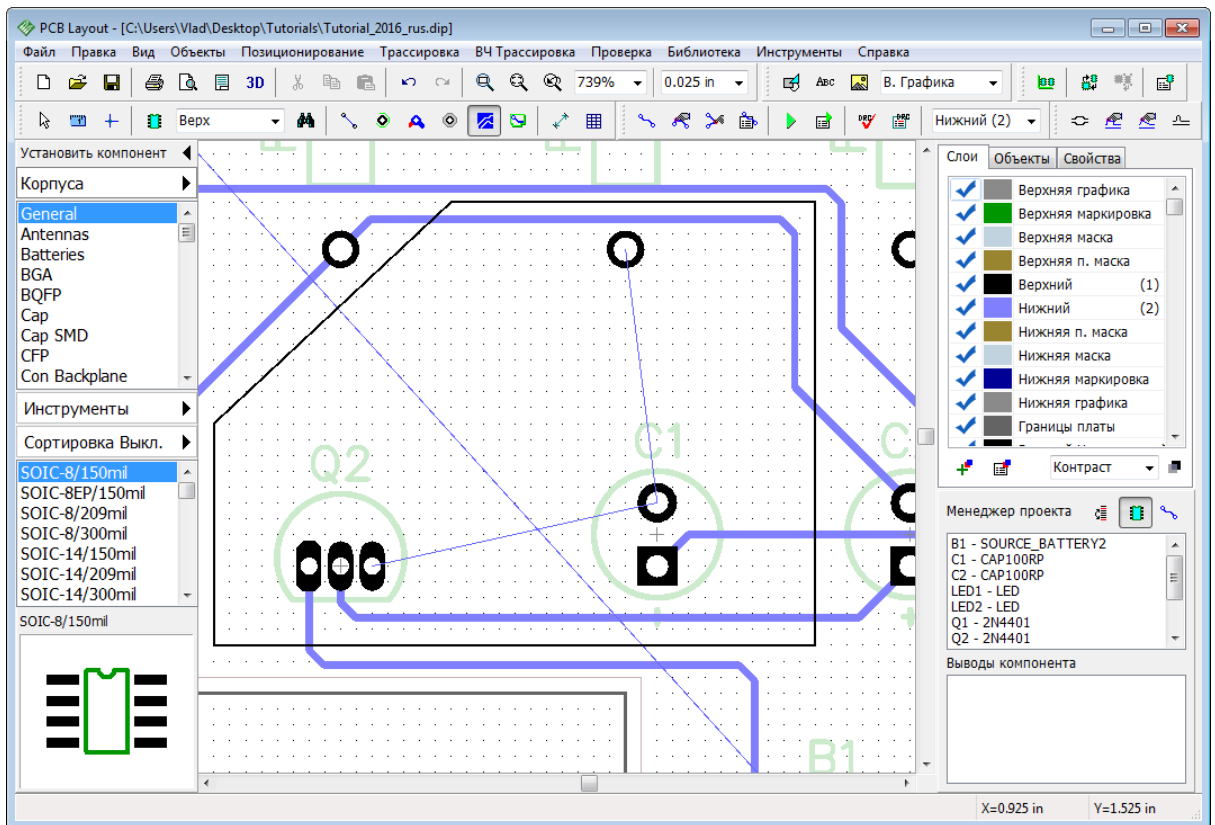 PCB Layout - [C:\Users\Vlad\Desktop\Tutorials\Tutorial_2016_rus.dip]
Файл Правка Вид Объекты Позиционирование Трассировка ВЧ Трассировка Проверка Библиотека Инструменты Справка
3D 739% 0.025 in ABC В. Графика
Верх DRC DRC Нижний (2)
Установить компонент
Корпуса
General
Antennas
Batteries
BGA
BQFP
Cap
Cap SMD
CFP
Con Backplane
Инструменты
Сортировка Выкл.
SOIC-8/150mil
SOIC-8EP/150mil
SOIC-8/209mil
SOIC-8/300mil
SOIC-14/150mil
SOIC-14/209mil
SOIC-14/300mil
SOIC-8/150mil
Q2
C1
C
B1
Слои Объекты Свойства
Верхняя графика
Верхняя маркировка
Верхняя маска
Верхняя п. маска
Верхний (1)
Нижний (2)
Нижняя п. маска
Нижняя маска
Нижняя маркировка
Нижняя графика
Границы платы
Контраст
Менеджер проекта
B1 - SOURCE_BATTERY2
C1 - CAP100RP
C2 - CAP100RP
LED1 - LED
LED2 - LED
Q1 - 2N4401
Q2 - 2N4401
Выводы компонента
X=0.925 in Y=1.525 in